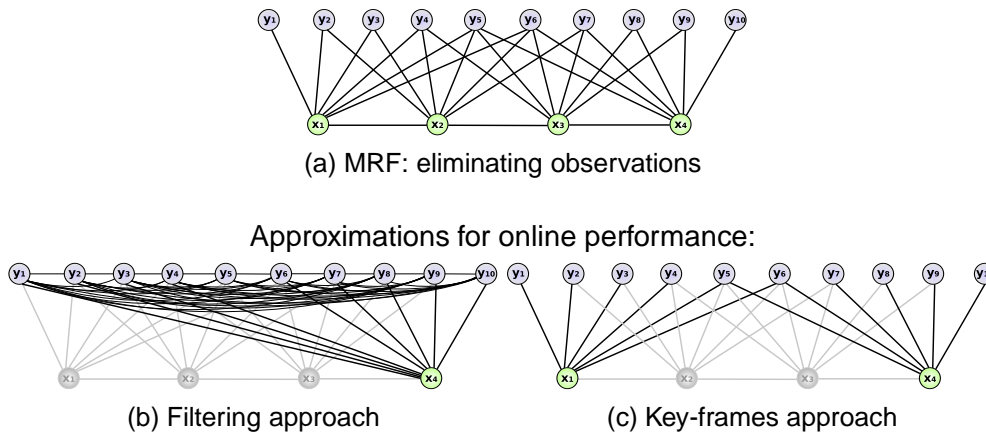 y1 y2 y3 y4 y5 y6 y7 y8 y9 y10
x1 x2 x3 x4
(a) MRF: eliminating observations
Approximations for online performance:
y1 y2 y3 y4 y5 y6 y7 y8 y9 y10
x1 x2 x3 x4
(b) Filtering approach
y1 y2 y3 y4 y5 y6 y7 y8 y9 y1
x1 x2 x3 x4
(c) Key-frames approach